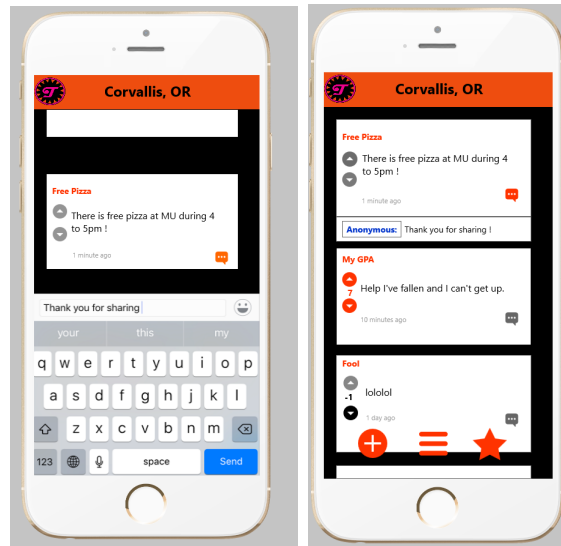 T
Corvallis, OR
Free Pizza
There is free pizza at MU during 4
to 5pm !
1 minute ago
Thank you for sharing
your this my
q w e r t y u i o p
a s d f g h j k l
z x c v b n m
123 space Send
T
Corvallis, OR
Free Pizza
There is free pizza at MU during 4
to 5pm !
1 minute ago
Anonymous: Thank you for sharing !
My GPA
7
Help I've fallen and I can't get up.
10 minutes ago
Fool
-1
lololol
1 day ago